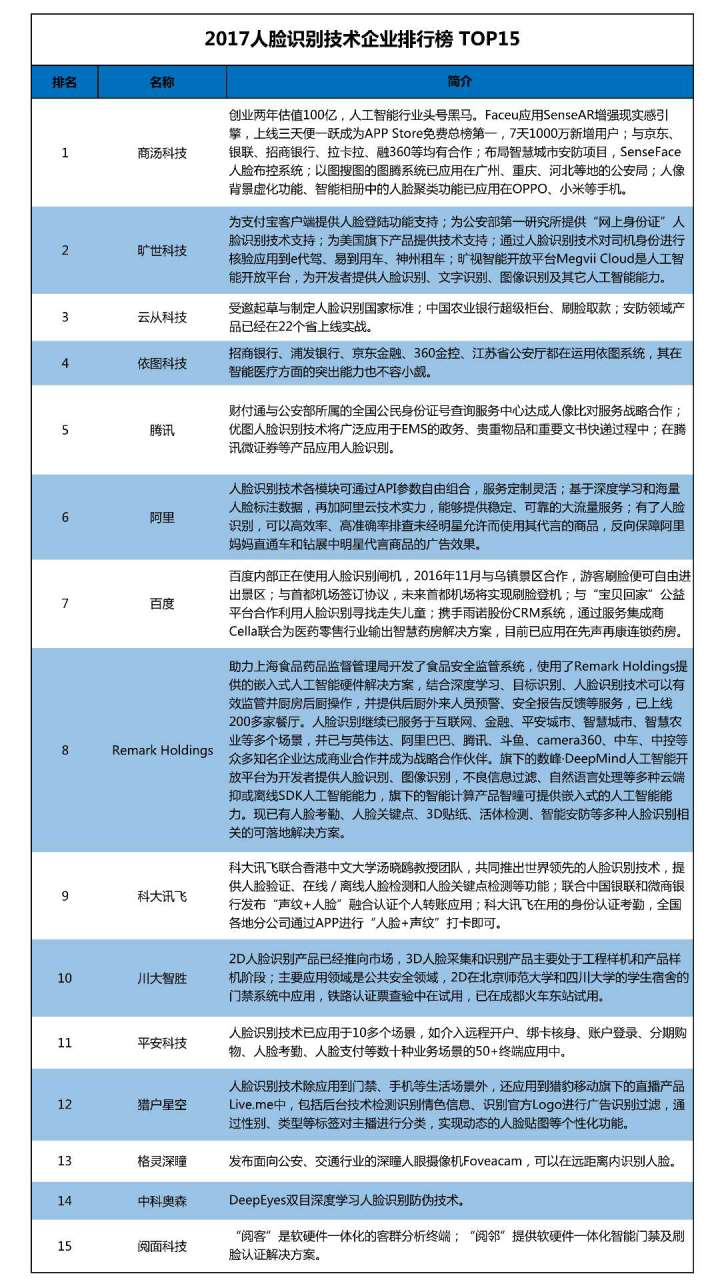 2017人脸识别技术企业排行榜 TOP15
排名 名称 简介
1 商汤科技
创业两年估值100亿，人工智能行业头号黑马。Faceu应用SenseAR增强现实感引
擎，上线三天便一跃成为APP Store免费总榜第一，7天1000万新增用户；与京东、
银联、招商银行、拉卡拉、融360等均有合作；布局智慧城市安防项目，SenseFace
人脸布控系统；以图搜图的图腾系统已应用在广州、重庆、河北等地的公安局；人像
背景虚化功能、智能相册中的人脸聚类功能已应用在OPPO、小米等手机。
2 旷世科技
为支付宝客户端提供人脸登陆功能支持；为公安部第一研究所提供“网上身份证”人
脸识别技术支持；为美国旗下产品提供技术支持；通过人脸识别技术对司机身份进行
核验应用到e代驾、易到用车、神州租车；旷视智能开放平台Megvii Cloud是人工智
能开放平台，为开发者提供人脸识别、文字识别、图像识别及其它人工智能能力。
3 云从科技
受邀起草与制定人脸识别国家标准；中国农业银行超级柜台、刷脸取款；安防领域产
品已经在22个省上线实战。
4 依图科技
招商银行、浦发银行、京东金融、360金控、江苏省公安厅都在运用依图系统，其在
智能医疗方面的突出能力也不容小觑。
5 腾讯
财付通与公安部所属的全国公民身份证号查询服务中心达成人像比对服务战略合作；
优图人脸识别技术将广泛应用于EMS的政务、贵重物品和重要文书快递过程中；在腾
讯微证券等产品应用人脸识别。
6 阿里
人脸识别技术各模块可通过API参数自由组合，服务定制灵活；基于深度学习和海量
人脸标注数据，再加阿里云技术实力，能够提供稳定、可靠的大流量服务；有了人脸
识别，可以高效率、高准确率排查未经明星允许而使用其代言的商品，反向保障阿里
妈妈直通车和钻展中明星代言商品的广告效果。
7 百度
百度内部正在使用人脸识别闸机，2016年11月与乌镇景区合作，游客刷脸便可自由进
出景区；与首都机场签订协议，未来首都机场将实现刷脸登机；与“宝贝回家”公益
平台合作利用人脸识别寻找走失儿童；携手雨诺股份CRM系统，通过服务集成商
Cella联合为医药零售行业输出智慧药房解决方案，目前已应用在先声再康连锁药房。
8 Remark Holdings
助力上海食品药品监督管理局开发了食品安全监管系统，使用了Remark Holdings提
供的嵌入式人工智能硬件解决方案，结合深度学习、目标识别、人脸识别技术可以有
效监管并厨房后厨操作，并提供后厨外来人员预警、安全报告反馈等服务，已上线
200多家餐厅。人脸识别继续已服务于互联网、金融、平安城市、智慧城市、智慧农
业等多个场景，并已与英伟达、阿里巴巴、腾讯、斗鱼、camera360、中车、中控等
众多知名企业达成商业合作并成为战略合作伙伴。旗下的数峰·DeepMind人工智能开
放平台为开发者提供人脸识别、图像识别，不良信息过滤、自然语言处理等多种云端
抑或离线SDK人工智能能力，旗下的智能计算产品智瞳可提供嵌入式的人工智能能
力。现已有人脸考勤、人脸关键点、3D贴纸、活体检测、智能安防等多种人脸识别相
关的可落地解决方案。
9 科大讯飞
科大讯飞联合香港中文大学汤晓鸥教授团队，共同推出世界领先的人脸识别技术，提
供人脸验证、在线／离线人脸检测和人脸关键点检测等功能；联合中国银联和微商银
行发布“声纹+人脸”融合认证个人转账应用；科大讯飞在用的身份认证考勤，全国
各地分公司通过APP进行“人脸+声纹”打卡即可。
10 川大智胜
2D人脸识别产品已经推向市场，3D人脸采集和识别产品主要处于工程样机和产品样
机阶段；主要应用领域是公共安全领域，2D在北京师范大学和四川大学的学生宿舍的
门禁系统中应用，铁路认证票查验中在试用，已在成都火车东站试用。
11 平安科技
人脸识别技术已应用于10多个场景，如介入远程开户、绑卡核身、账户登录、分期购
物、人脸考勤、人脸支付等数十种业务场景的50+终端应用中。
12 猎户星空
人脸识别技术除应用到门禁、手机等生活场景外，还应用到猎豹移动旗下的直播产品
Live.me中，包括后台技术检测识别情色信息、识别官方Logo进行广告识别过滤，通
过性别、类型等标签对主播进行分类，实现动态的人脸贴图等个性化功能。
13 格灵深瞳
发布面向公安、交通行业的深瞳人眼摄像机Foveacam，可以在远距离内识别人脸。
14 中科奥森
DeepEyes双目深度学习人脸识别防伪技术。
15 阅面科技
“阅客”是软硬件一体化的客群分析终端；“阅邻”提供软硬件一体化智能门禁及刷
脸认证解决方案。